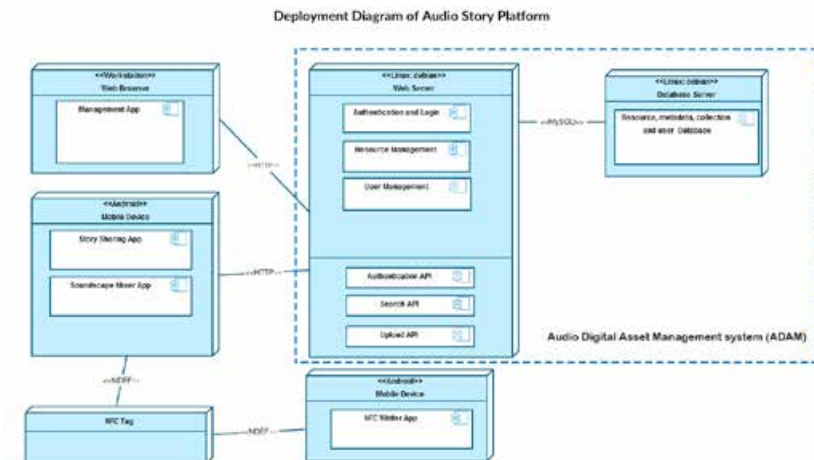 Deployment Diagram of Audio Story Platform
<<Workstation>>
Web Browser
Management App
<<Linux: debian>>
Web Server
Authentication and Login
Resource Management
User Management
Authentication API
Search API
Upload API
<<Linux: debian>>
Database Server
Resource, metadata, collection
and user Database
<<MySQL>>
<<HTTP>>
<<Android>>
Mobile Device
Story Sharing App
Soundscape Mixer App
<<HTTP>>
Audio Digital Asset Management system (ADAM)
<<NDEF>>
NFC Tag
<<NDEF>>
<<Android>>
Mobile Device
NFC Writer App